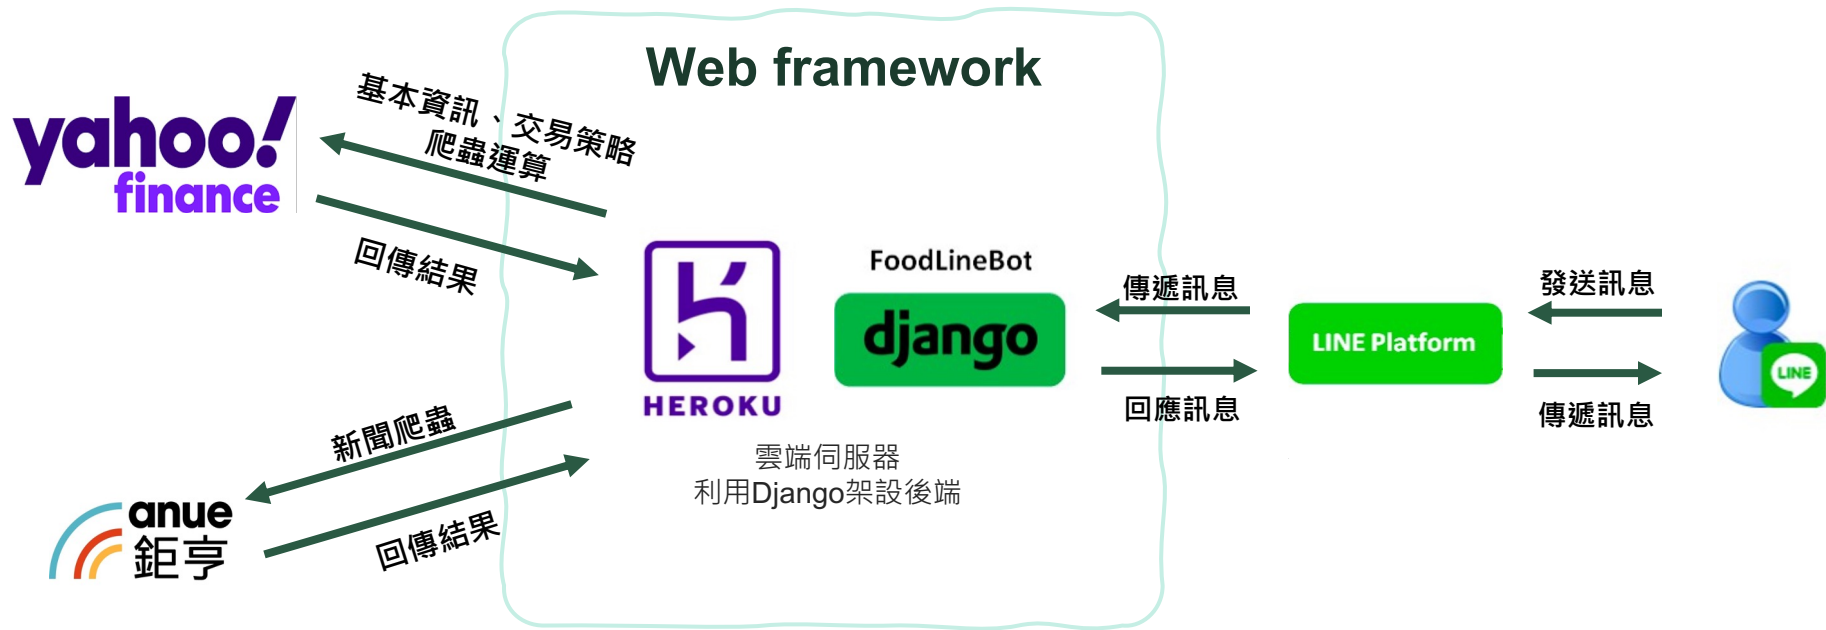 Web framework
yahoo!
finance
基本資訊、交易策略
爬蟲運算
回傳結果
HEROKU
FoodLineBot
django
傳遞訊息
回應訊息
LINE Platform
發送訊息
傳遞訊息
LINE
雲端伺服器
利用Django架設後端
新聞爬蟲
回傳結果
anue
鉅亨